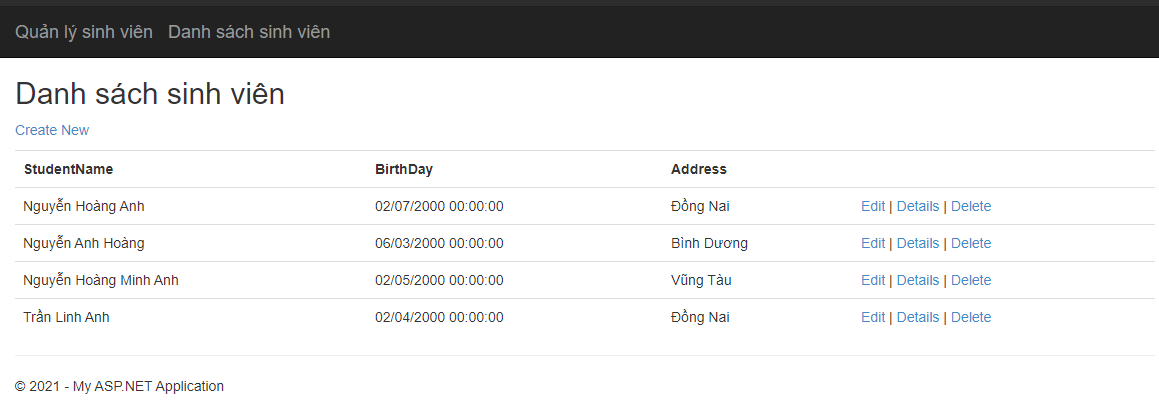 Quản lý sinh viên Danh sách sinh viên
Danh sách sinh viên
Create New
StudentName BirthDay Address
Nguyễn Hoàng Anh 02/07/2000 00:00:00 Đồng Nai Edit | Details | Delete
Nguyễn Anh Hoàng 06/03/2000 00:00:00 Bình Dương Edit | Details | Delete
Nguyễn Hoàng Minh Anh 02/05/2000 00:00:00 Vũng Tàu Edit | Details | Delete
Trần Linh Anh 02/04/2000 00:00:00 Đồng Nai Edit | Details | Delete
© 2021 - My ASP.NET Application